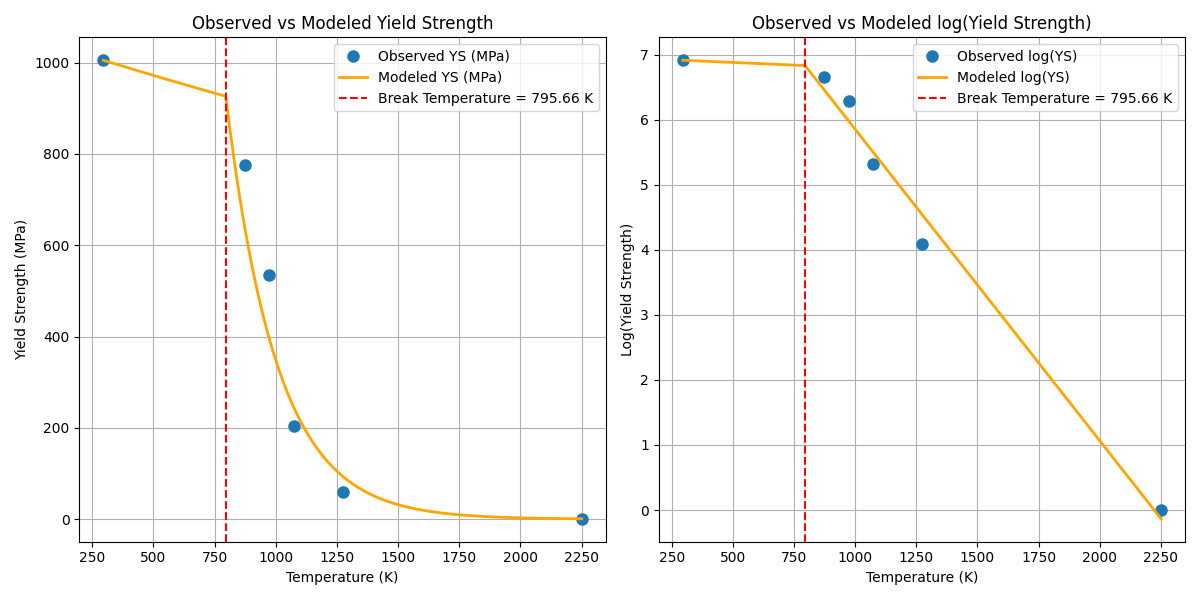 Observed vs Modeled Yield Strength
Observed YS (MPa)
Modeled YS (MPa)
Break Temperature = 795.66 K
Yield Strength (MPa)
1000
800
600
400
200
0
250 500 750 1000 1250 1500 1750 2000 2250
Temperature (K)
Observed vs Modeled log(Yield Strength)
Observed log(YS)
Modeled log(YS)
Break Temperature = 795.66 K
Log(Yield Strength)
7
6
5
4
3
2
1
0
250 500 750 1000 1250 1500 1750 2000 2250
Temperature (K)